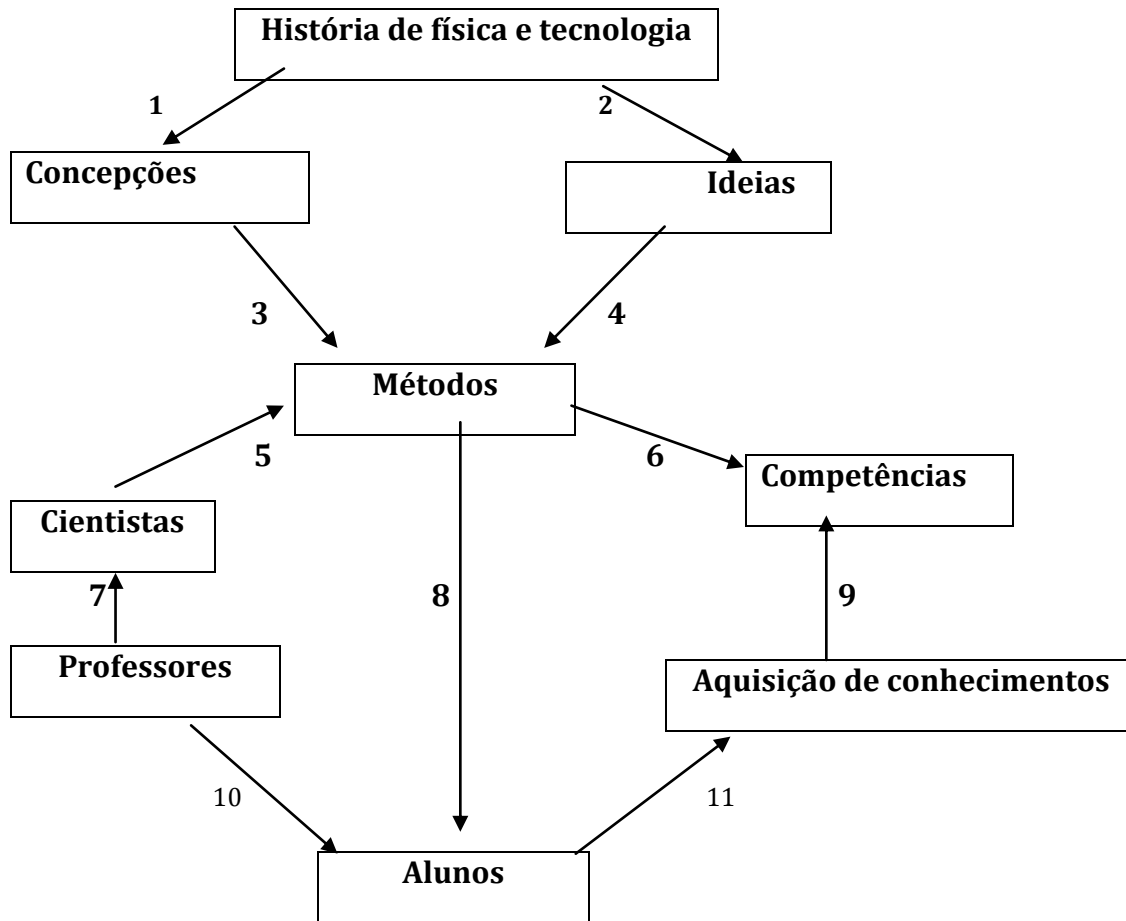 História de física e tecnologia
1
2
Concepções
Ideias
3
4
Métodos
5
6
Competências
Cientistas
7
8
9
Professores
Aquisição de conhecimentos
10
11
Alunos